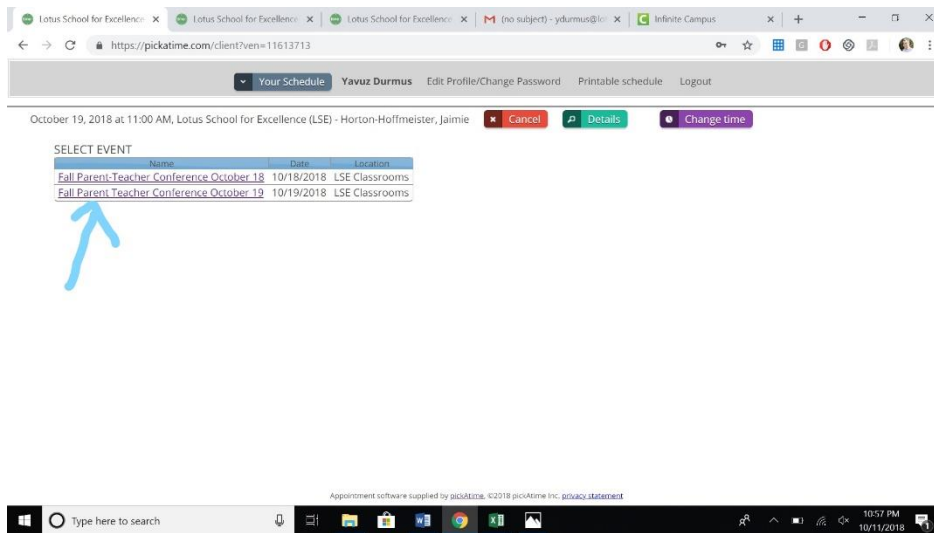 Lotus School for Excellence
Lotus School for Excellence
Lotus School for Excellence
(no subject) - ydurmus@lo
Infinite Campus
https://pickatime.com/client?ven=11613713
Your Schedule Yavuz Durmus Edit Profile/Change Password Printable schedule Logout
October 19, 2018 at 11:00 AM, Lotus School for Excellence (LSE) - Horton-Hoffmeister, Jaimie Cancel Details Change time
SELECT EVENT
Name Date Location
Fall Parent-Teacher Conference October 18 10/18/2018 LSE Classrooms
Fall Parent Teacher Conference October 19 10/19/2018 LSE Classrooms
Appointment software supplied by pickAtime, ©2018 pickAtime Inc. privacy statement
Type here to search
10:57 PM
10/11/2018